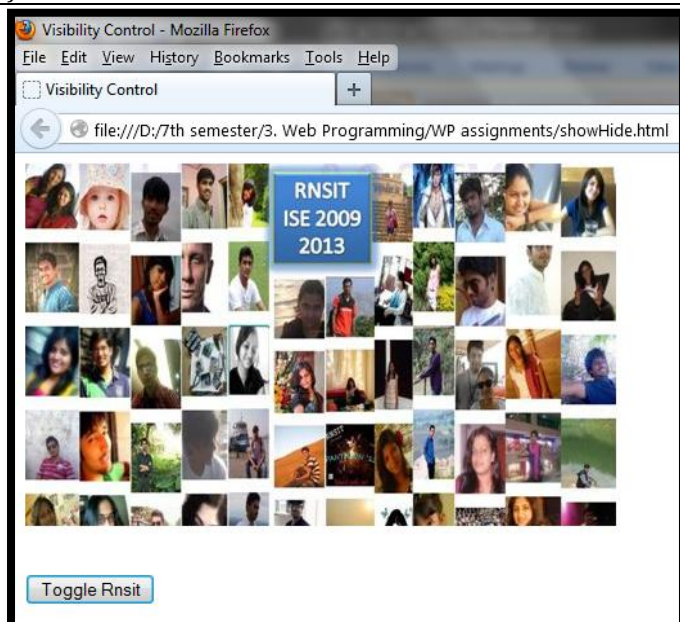 Visibility Control - Mozilla Firefox
File Edit View History Bookmarks Tools Help
Visibility Control +
file:///D:/7th semester/3. Web Programming/WP assignments/showHide.html
RNSIT
ISE 2009
2013
RNSIT
Toggle Rnsit